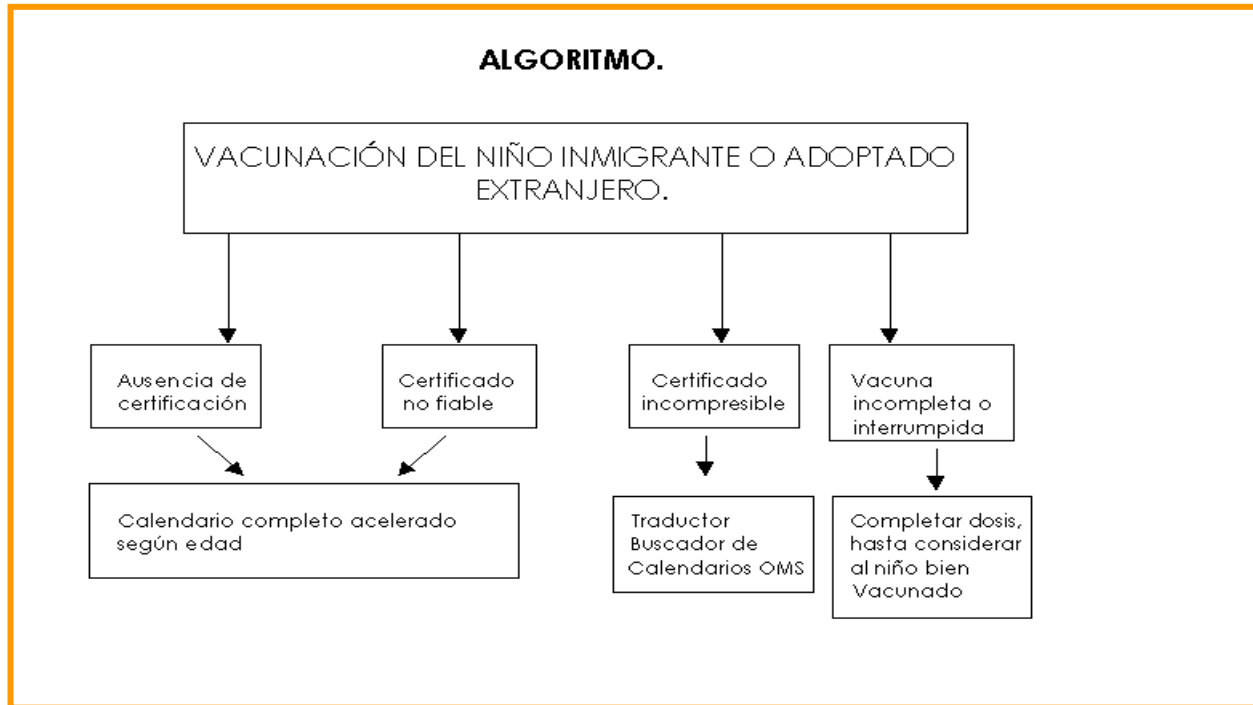 ALGORITMO.
VACUNACIÓN DEL NIÑO INMIGRANTE O ADOPTADO
EXTRANJERO.
Ausencia de
certificación
Certificado
no fiable
Certificado
incompresible
Vacuna
incompleta o
interrumpida
Calendario completo acelerado
según edad
Traductor
Buscador de
Calendarios OMS
Completar dosis,
hasta considerar
al niño bien
Vacunado